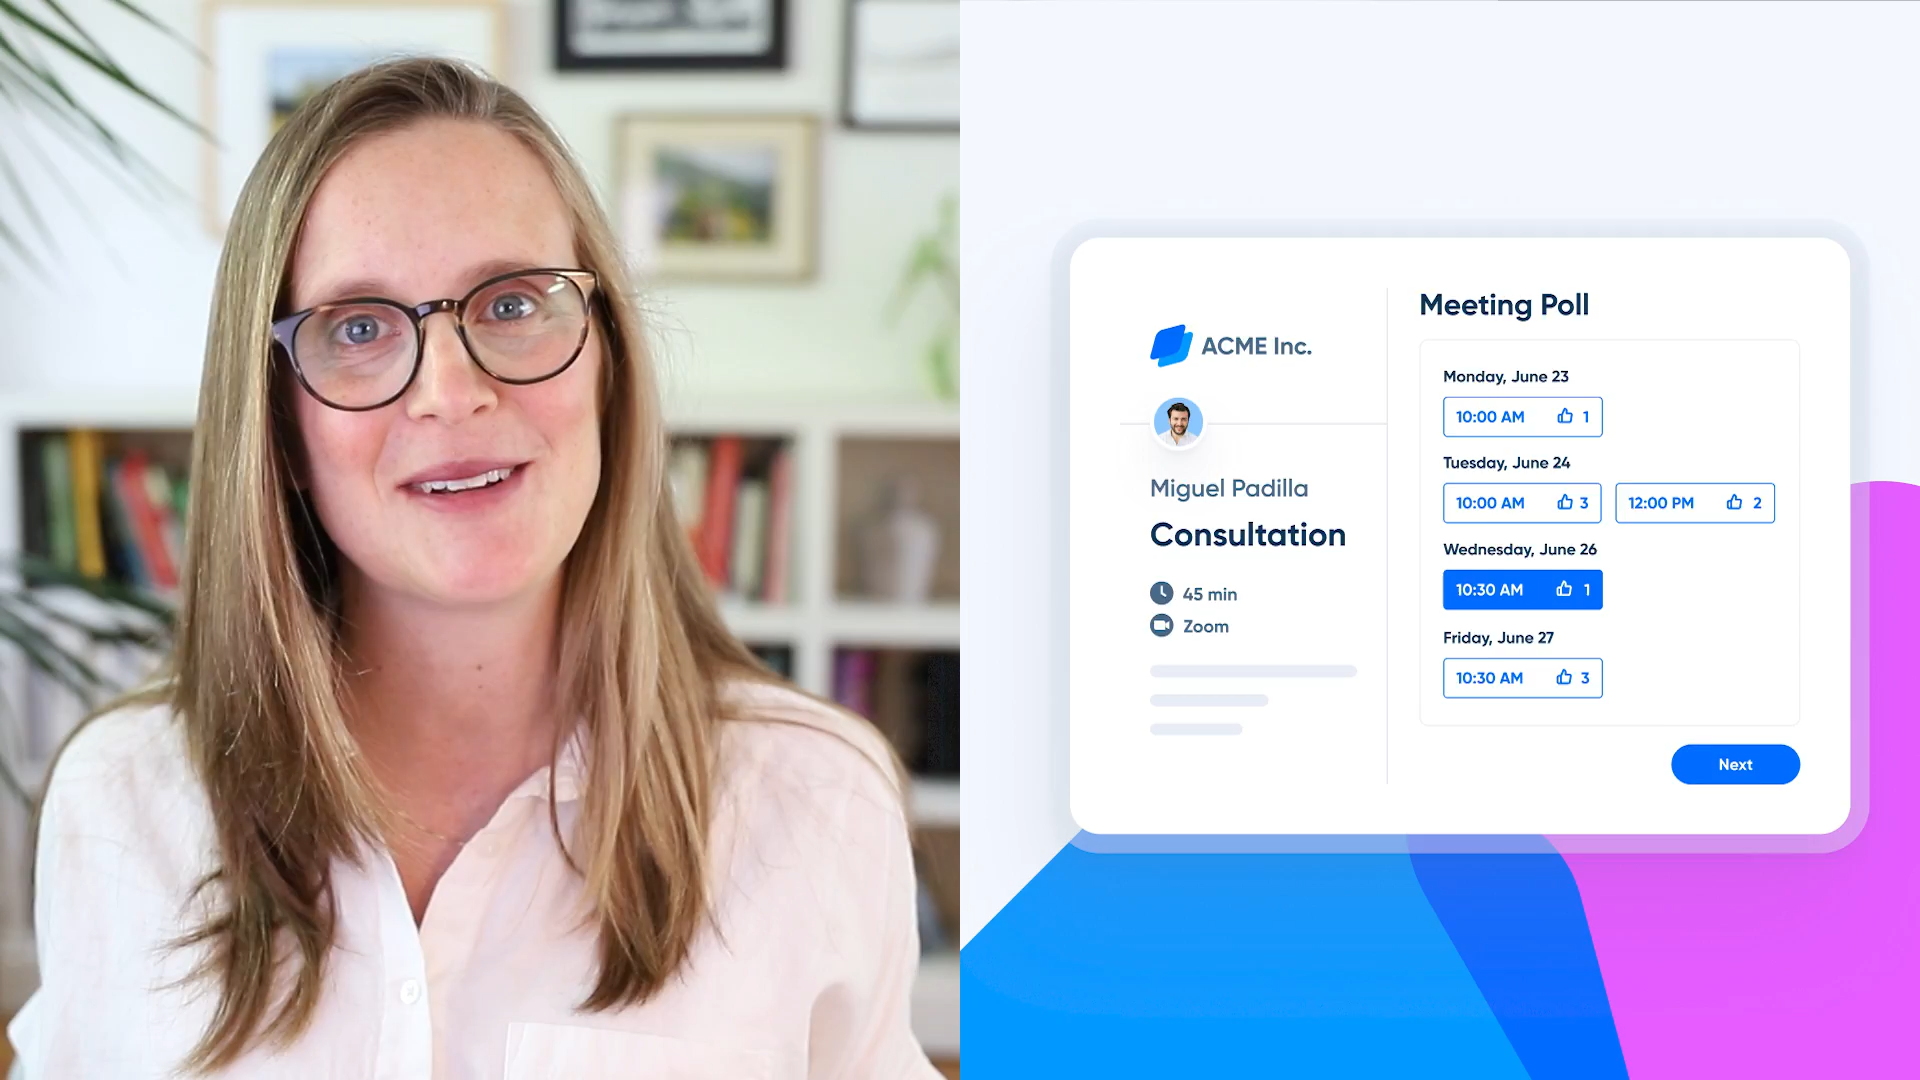 ACME Inc.
Miguel Padilla
Consultation
45 min
Zoom
Meeting Poll
Monday, June 23
10:00 AM 1
Tuesday, June 24
10:00 AM 3 12:00 PM 2
Wednesday, June 26
10:30 AM 1
Friday, June 27
10:30 AM 3
Next